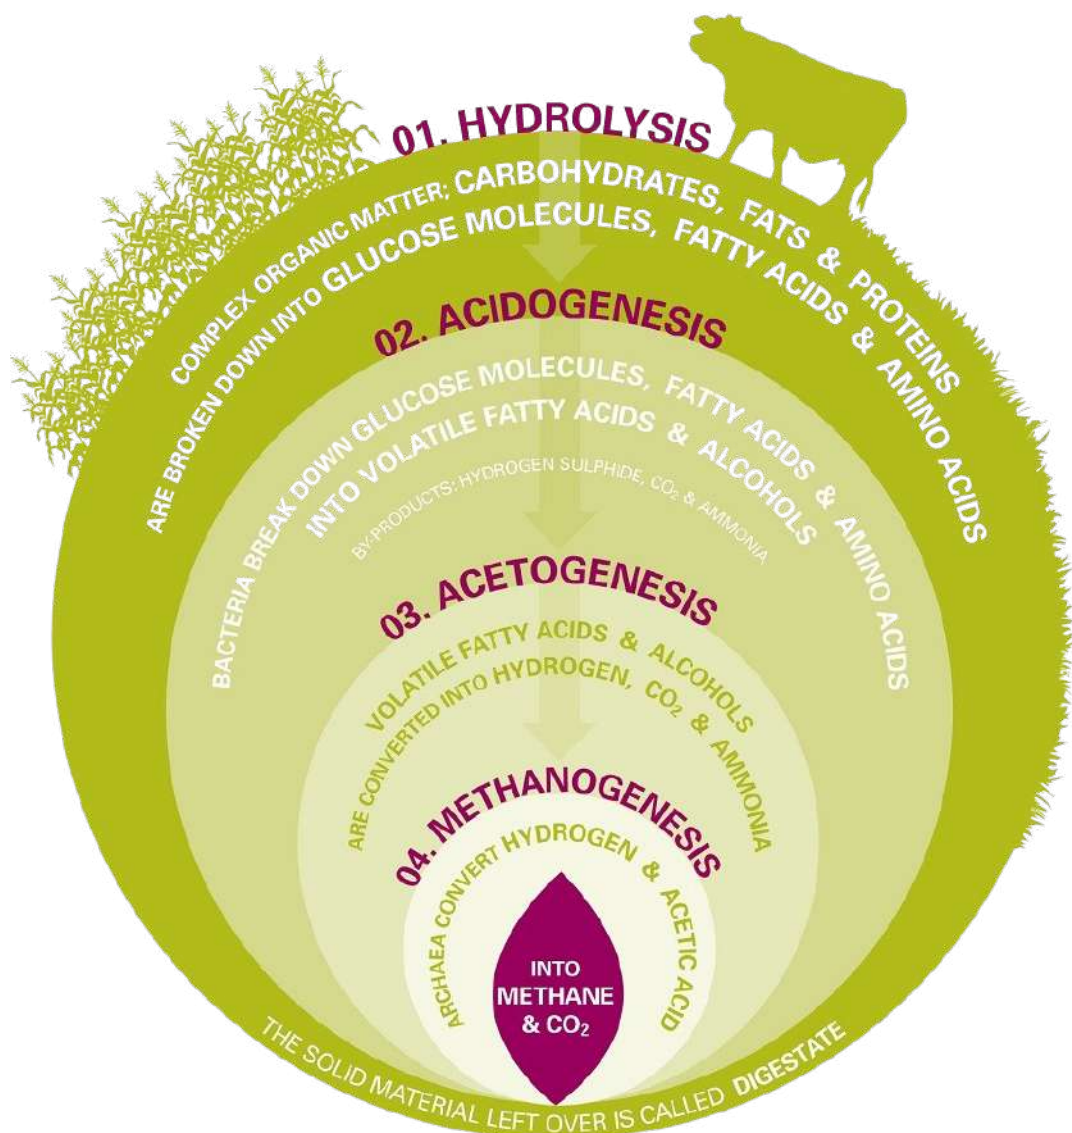 01. HYDROLYSIS
COMPLEX ORGANIC MATTER; CARBOHYDRATES, FATS & PROTEINS
ARE BROKEN DOWN INTO GLUCOSE MOLECULES, FATTY ACIDS & AMINO ACIDS
02. ACIDOGENESIS
BACTERIA BREAK DOWN GLUCOSE MOLECULES, FATTY ACIDS & AMINO ACIDS
INTO VOLATILE FATTY ACIDS & ALCOHOLS
BY-PRODUCTS: HYDROGEN SULPHIDE, CO₂ & AMMONIA
03. ACETOGENESIS
VOLATILE FATTY ACIDS & ALCOHOLS
ARE CONVERTED INTO HYDROGEN, CO₂ & AMMONIA
04. METHANOGENESIS
ARCHAEA CONVERT HYDROGEN & ACETIC ACID
INTO
METHANE
& CO₂
THE SOLID MATERIAL LEFT OVER IS CALLED DIGESTATE